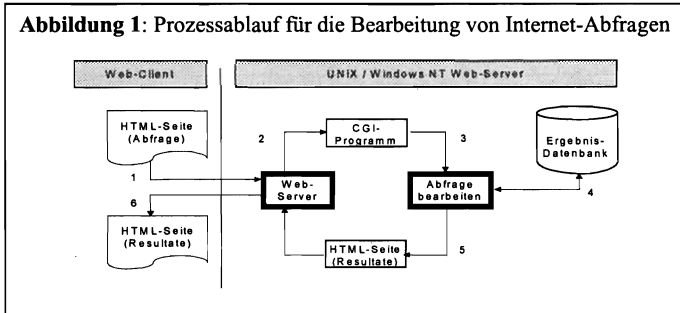 Abbildung 1: Prozessablauf für die Bearbeitung von Internet-Abfragen
Web-Client
UNIX / Windows NT Web-Server
HTML-Seite
(Abfrage)
1
6
HTML-Seite
(Resultate)
2
CGI-
Programm
3
Web-
Server
Abfrage
bearbeiten
Ergebnis-
Datenbank
4
HTML-Seite
(Resultate)
5